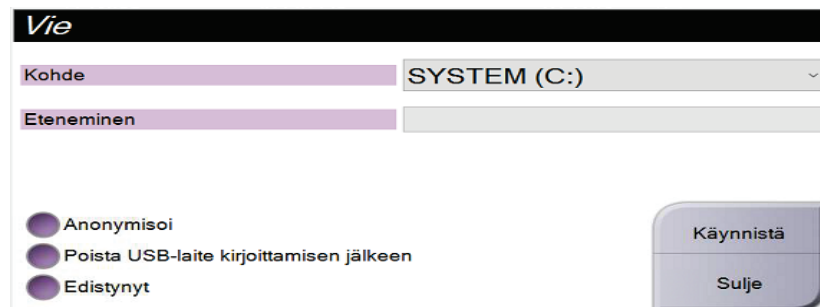 Vie
Kohde
SYSTEM (C:)
Eteneminen
Anonymisoi
Poista USB-laite kirjoittamisen jälkeen
Edistynyt
Käynnistä
Sulje